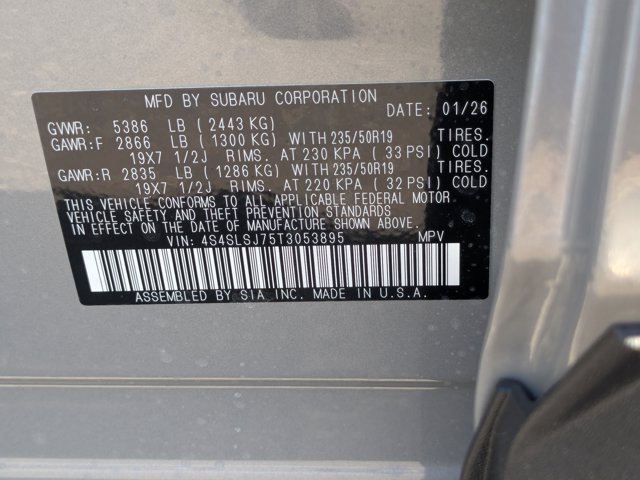 MFD BY SUBARU CORPORATION DATE: 01/26
GVWR: 5386 LB (2443 KG)
GAWR:F 2866 LB (1300 KG) WITH 235/50R19 TIRES.
19X7 1/2J RIMS. AT 230 KPA (33 PSI) COLD
GAWR:R 2835 LB (1286 KG) WITH 235/50R19 TIRES.
19X7 1/2J RIMS. AT 220 KPA (32 PSI) COLD
THIS VEHICLE CONFORMS TO ALL APPLICABLE FEDERAL MOTOR
VEHICLE SAFETY AND THEFT PREVENTION STANDARDS
IN EFFECT ON THE DATE OF MANUFACTURE SHOWN ABOVE.
VIN: 4S4SLSJ75T3053895 MPV
ASSEMBLED BY SIA INC. MADE IN U.S.A.